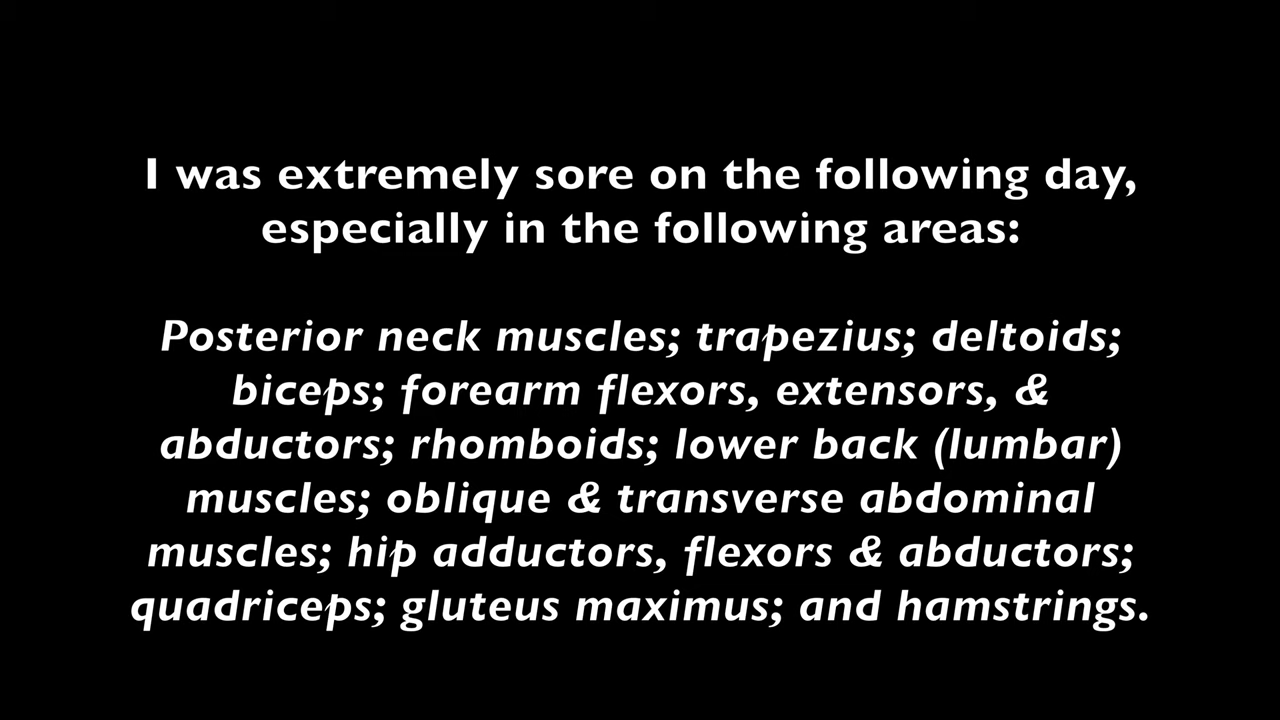 I was extremely sore on the following day,
especially in the following areas:
Posterior neck muscles; trapezius; deltoids;
biceps; forearm flexors, extensors, &
abductors; rhomboids; lower back (lumbar)
muscles; oblique & transverse abdominal
muscles; hip adductors, flexors & abductors;
quadriceps; gluteus maximus; and hamstrings.